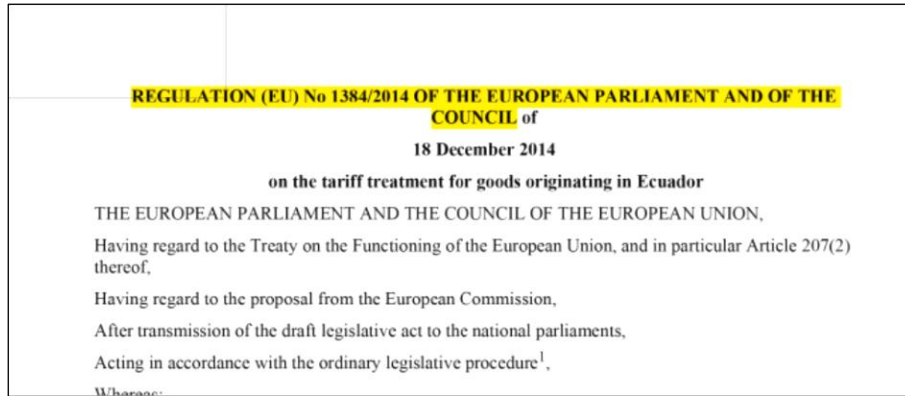 REGULATION (EU) No 1384/2014 OF THE EUROPEAN PARLIAMENT AND OF THE
COUNCIL of
18 December 2014
on the tariff treatment for goods originating in Ecuador
THE EUROPEAN PARLIAMENT AND THE COUNCIL OF THE EUROPEAN UNION,
Having regard to the Treaty on the Functioning of the European Union, and in particular Article 207(2)
thereof,
Having regard to the proposal from the European Commission,
After transmission of the draft legislative act to the national parliaments,
Acting in accordance with the ordinary legislative procedure1,
Whereas: